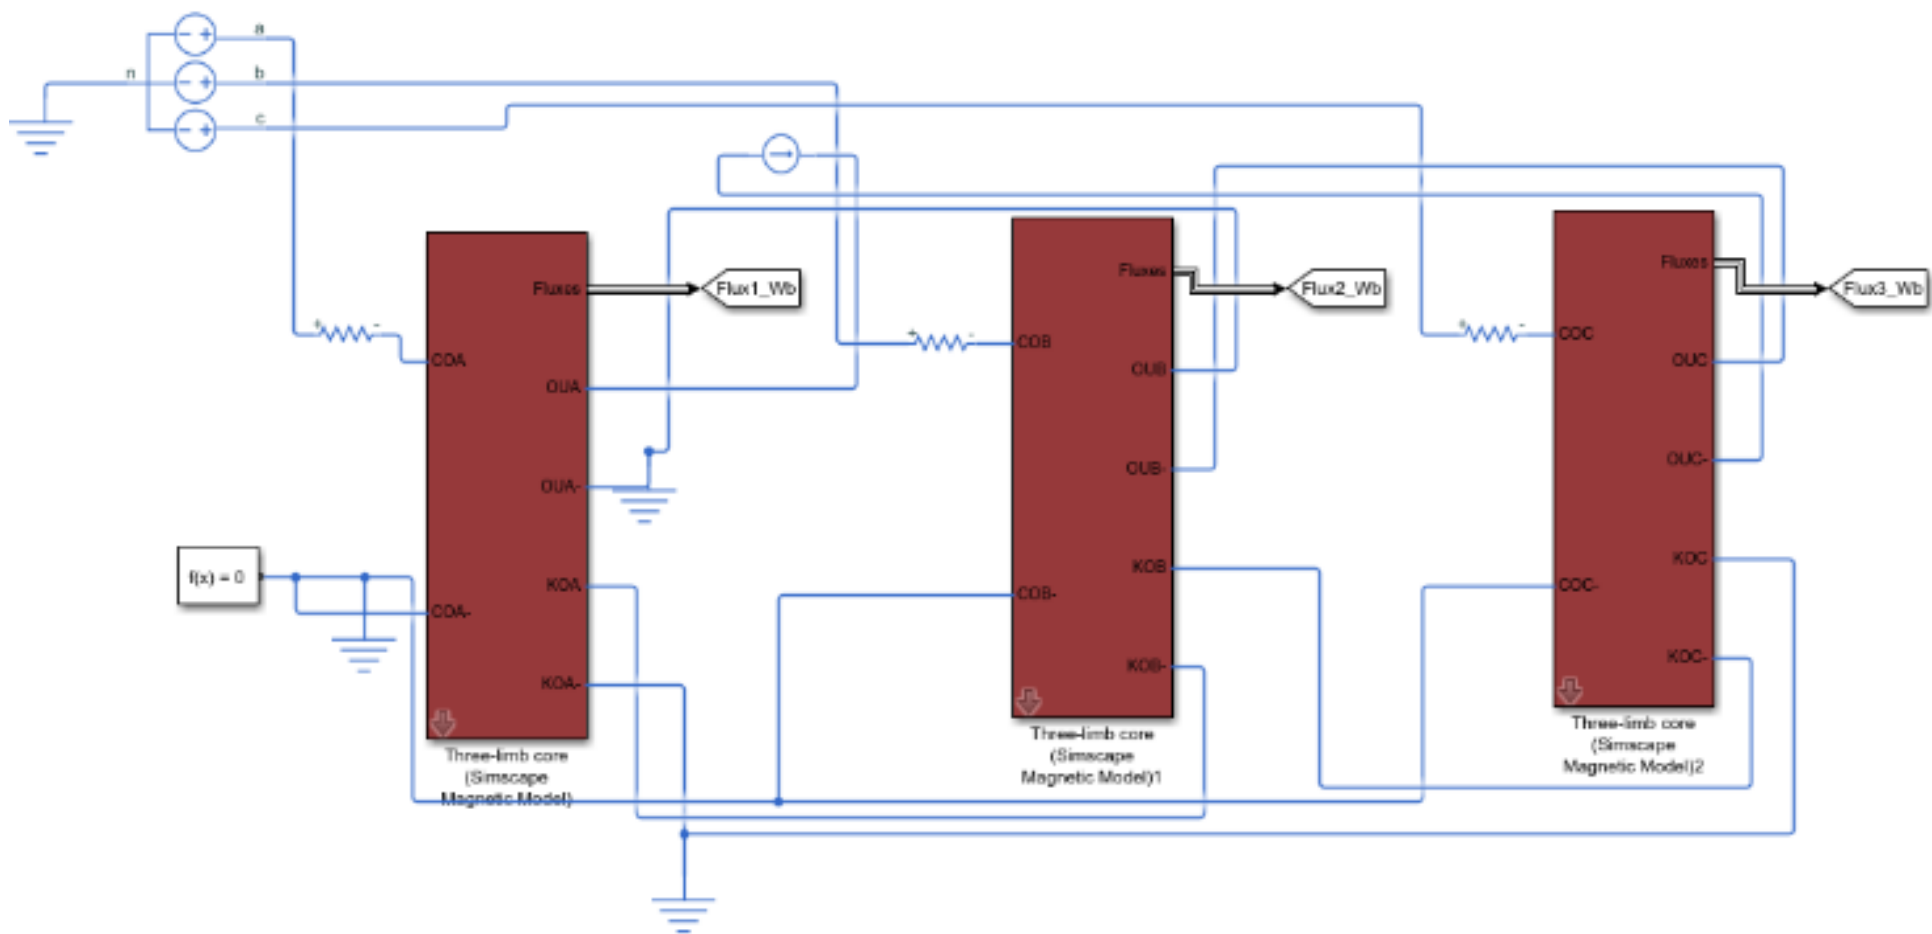 a
n
b
c
Fluxes
Flux1_Wb
COA
OUA
OUA-
f(x) = 0
COA-
KOA
KOA-
Three-limb core
(Simscape
Magnetic Model)
Fluxes
Flux2_Wb
COB
OUB
OUB-
KOB
COB-
KOB-
Three-limb core
(Simscape
Magnetic Model)1
Fluxes
Flux3_Wb
COC
OUC
OUC-
KOC
COC-
KOC-
Three-limb core
(Simscape
Magnetic Model)2